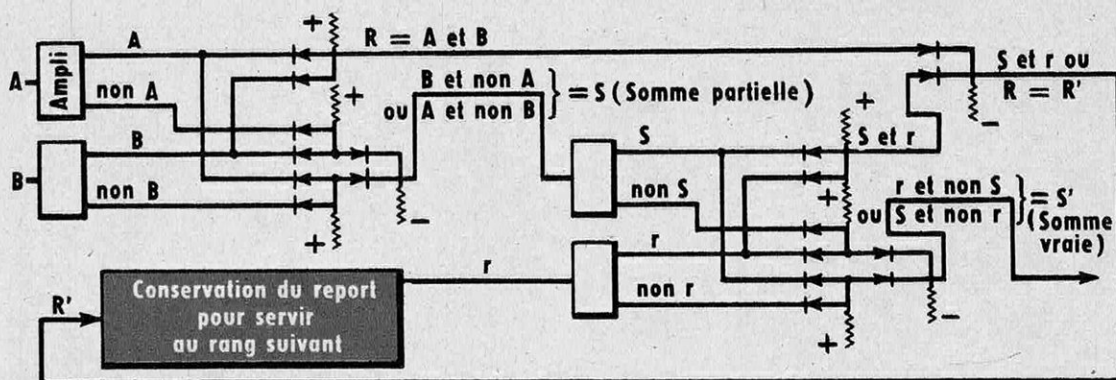 A
Ampli
A
non A
B
B
non B
+
R = A et B
+
+
−
B et non A
ou A et non B
} = S (Somme partielle)
S
non S
r
non r
+
S et r
+
+
−
−
S et r ou
R = R'
r et non S
ou S et non r
} = S'
(Somme
vraie)
r
R'
Conservation du report
pour servir
au rang suivant